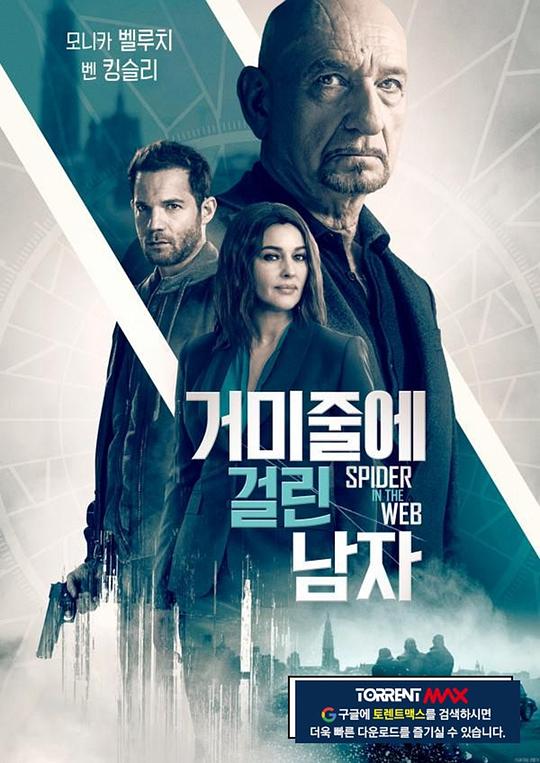 모니카 벨루치
벤 킹슬리
거미줄에
걸린
SPIDER
IN THE
WEB
남자
TORRENT MAX
구글에 토렌트맥스를 검색하시면
더욱 빠른 다운로드를 즐기실 수 있습니다.